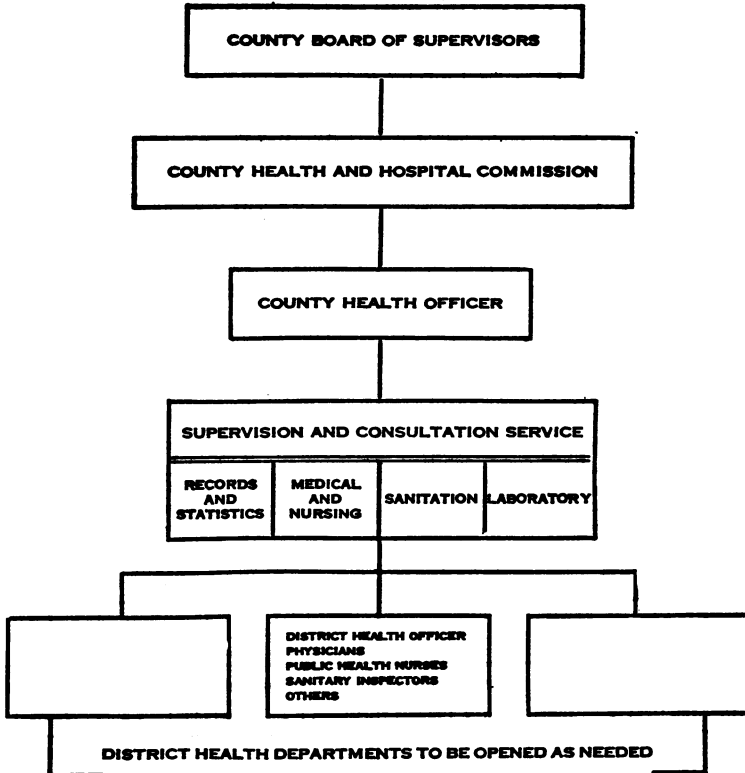 COUNTY BOARD OF SUPERVISORS
COUNTY HEALTH AND HOSPITAL COMMISSION
COUNTY HEALTH OFFICER
SUPERVISION AND CONSULTATION SERVICE
RECORDS
AND
STATISTICS
MEDICAL
AND
NURSING
SANITATION
LABORATORY
DISTRICT HEALTH OFFICER
PHYSICIANS
PUBLIC HEALTH NURSES
SANITARY INSPECTORS
OTHERS
DISTRICT HEALTH DEPARTMENTS TO BE OPENED AS NEEDED